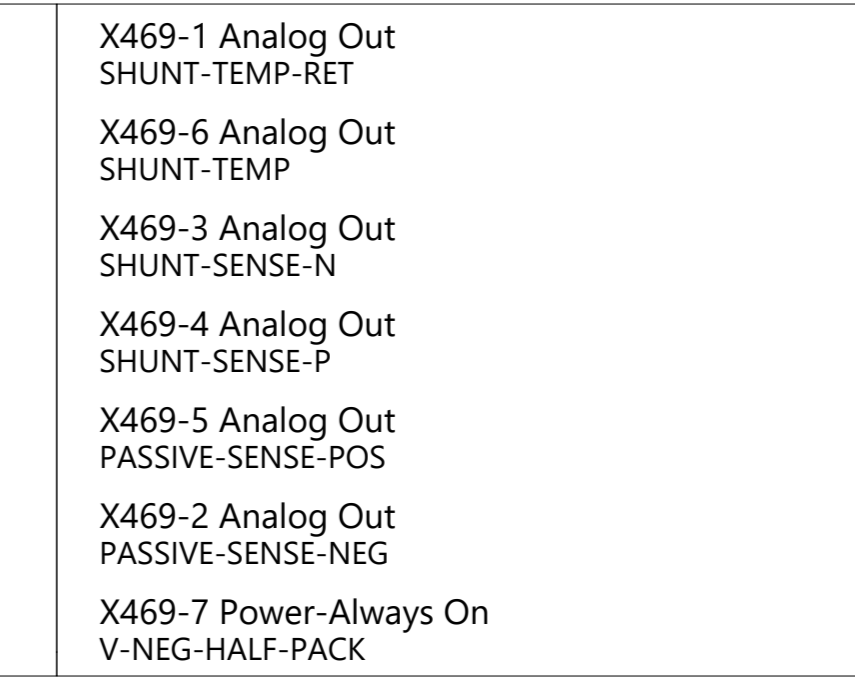 X469-1 Analog Out
SHUNT-TEMP-RET
X469-6 Analog Out
SHUNT-TEMP
X469-3 Analog Out
SHUNT-SENSE-N
X469-4 Analog Out
SHUNT-SENSE-P
X469-5 Analog Out
PASSIVE-SENSE-POS
X469-2 Analog Out
PASSIVE-SENSE-NEG
X469-7 Power-Always On
V-NEG-HALF-PACK